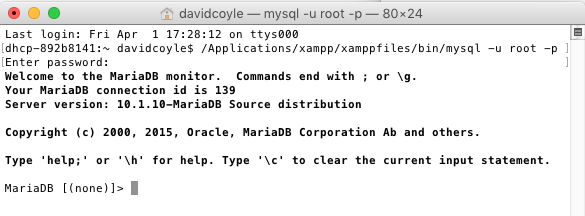 davidcoyle — mysql -u root -p — 80×24
Last login: Fri Apr  1 17:28:12 on ttys000
[dhcp-892b8141:~ davidcoyle$ /Applications/xampp/xamppfiles/bin/mysql -u root -p ]
[Enter password: ]
Welcome to the MariaDB monitor.  Commands end with ; or \g.
Your MariaDB connection id is 139
Server version: 10.1.10-MariaDB Source distribution
Copyright (c) 2000, 2015, Oracle, MariaDB Corporation Ab and others.
Type 'help;' or '\h' for help. Type '\c' to clear the current input statement.
MariaDB [(none)]>